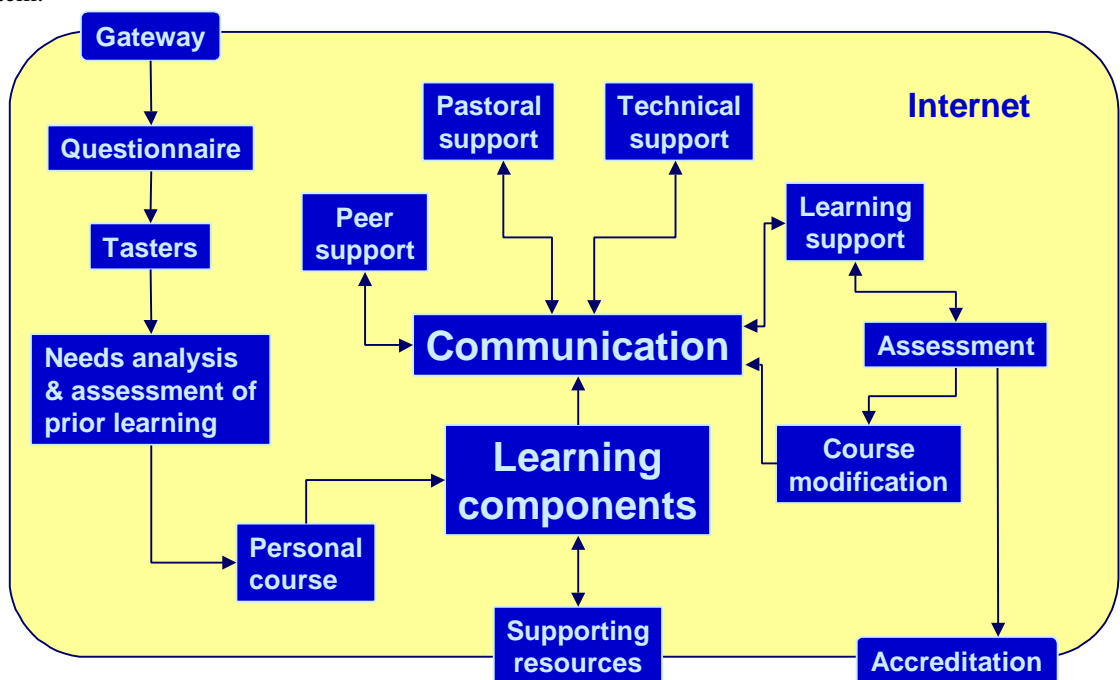 Gateway
Internet
Pastoral
support
Technical
support
Questionnaire
Learning
support
Peer
support
Tasters
Communication
Assessment
Needs analysis
& assessment of
prior learning
Learning
components
Course
modification
Personal
course
Supporting
resources
Accreditation